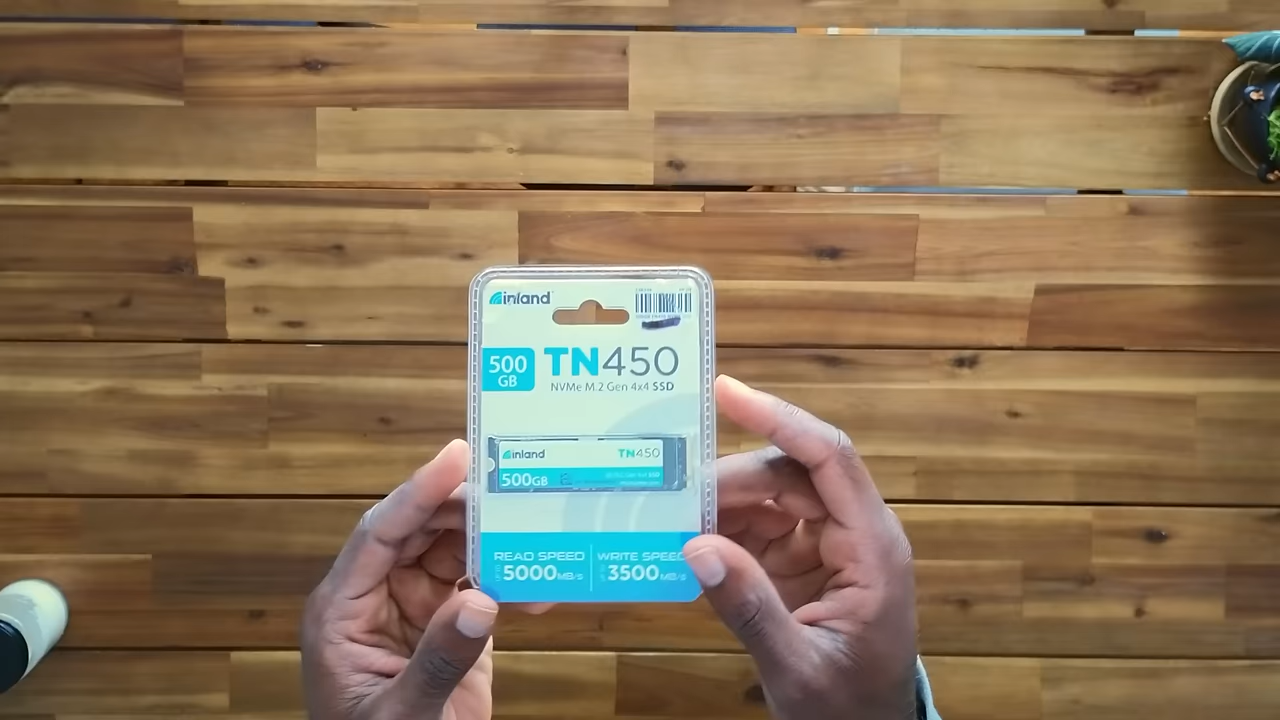 inland
500
GB
TN450
NVMe M.2 Gen 4x4 SSD
inland
TN450
500GB
READ SPEED
5000MB/s
WRITE SPEED
3500MB/s